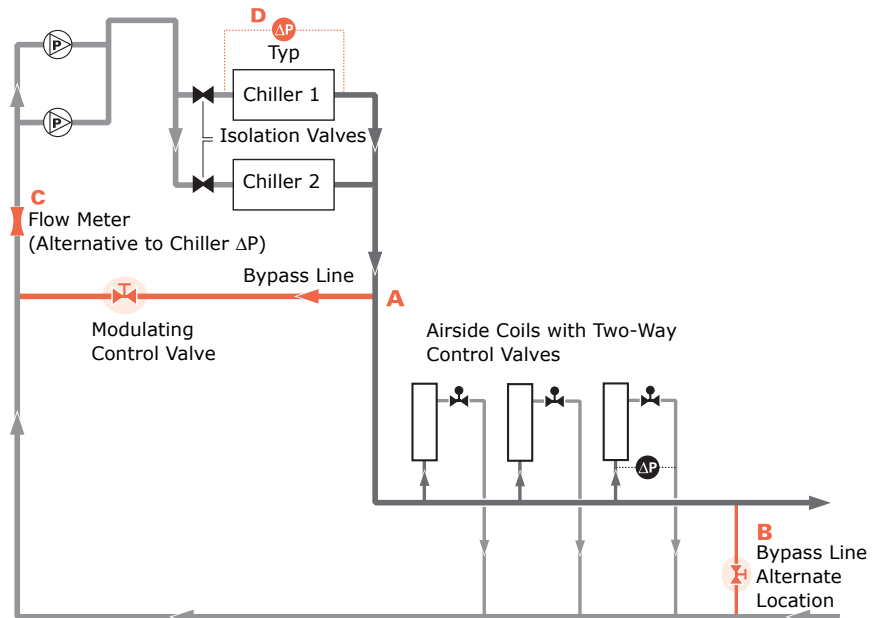 D
ΔP
Typ
P
Chiller 1
P
Isolation Valves
Chiller 2
C
Flow Meter
(Alternative to Chiller ΔP)
Bypass Line
A
Modulating
Control Valve
Airside Coils with Two-Way
Control Valves
ΔP
B
Bypass Line
Alternate
Location